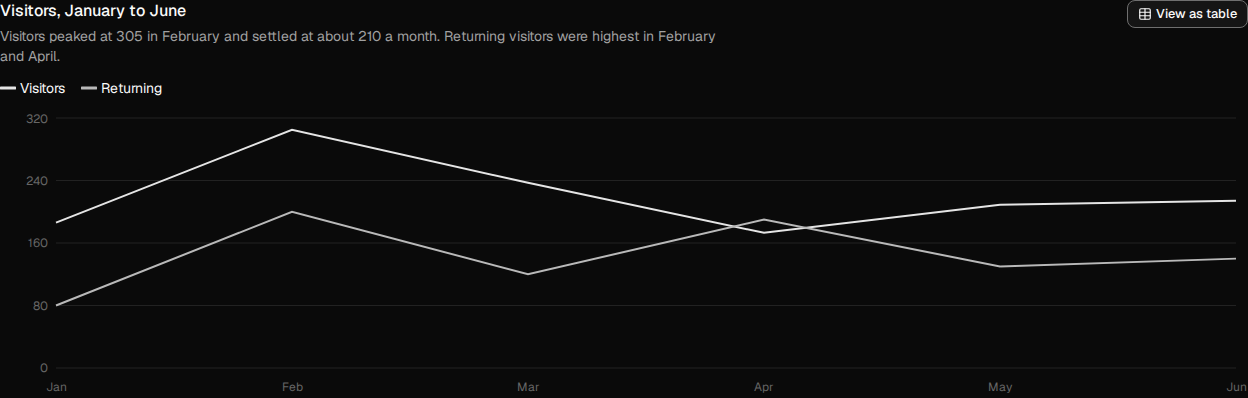 Visitors, January to June
View as table
Visitors peaked at 305 in February and settled at about 210 a month. Returning visitors were highest in February
and April.
Visitors Returning
320
240
160
80
0
Jan Feb Mar Apr May Jun